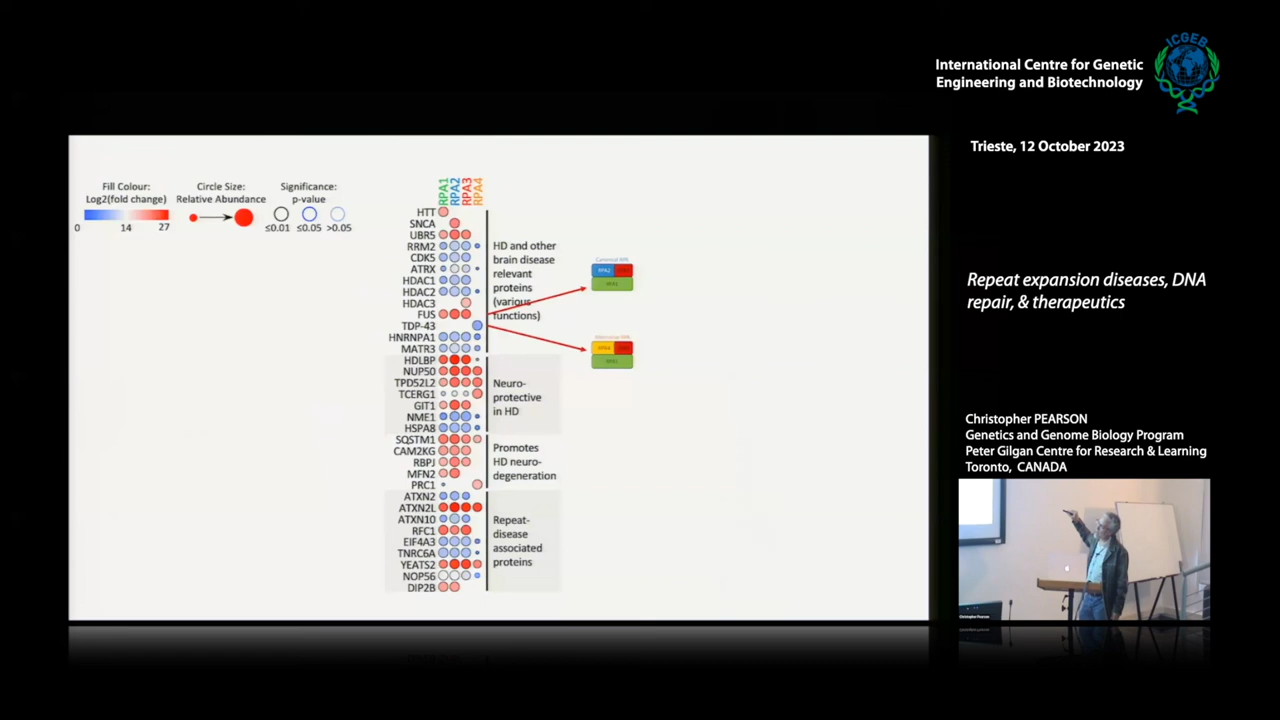 ICGEB
International Centre for Genetic
Engineering and Biotechnology
Trieste, 12 October 2023
Fill Colour:
Log2(fold change)
0 14 27
Circle Size:
Relative Abundance
Significance:
p-value
≤0.01 ≤0.05 >0.05
RPA1
RPA2
RPA3
RPA4
HTT
SNCA
UBR5
RRM2
CDK5
ATRX
HDAC1
HDAC2
HDAC3
FUS
TDP-43
HNRNPA1
MATR3
HD and other
brain disease
relevant
proteins
(various
functions)
HDLBP
NUP50
TPD52L2
TCERG1
GIT1
NME1
HSPA8
Neuro-
protective
in HD
SQSTM1
CAM2KG
RBPJ
MFN2
PRC1
Promotes
HD neuro-
degeneration
ATXN2
ATXN2L
ATXN10
RFC1
EIF4A3
TNRC6A
YEATS2
NOP56
DIP2B
Repeat-
disease
associated
proteins
Canonical RPA
RPA2
Repeat expansion diseases, DNA
repair, & therapeutics
Christopher PEARSON
Genetics and Genome Biology Program
Peter Gilgan Centre for Research & Learning
Toronto, CANADA
Christopher Pearson